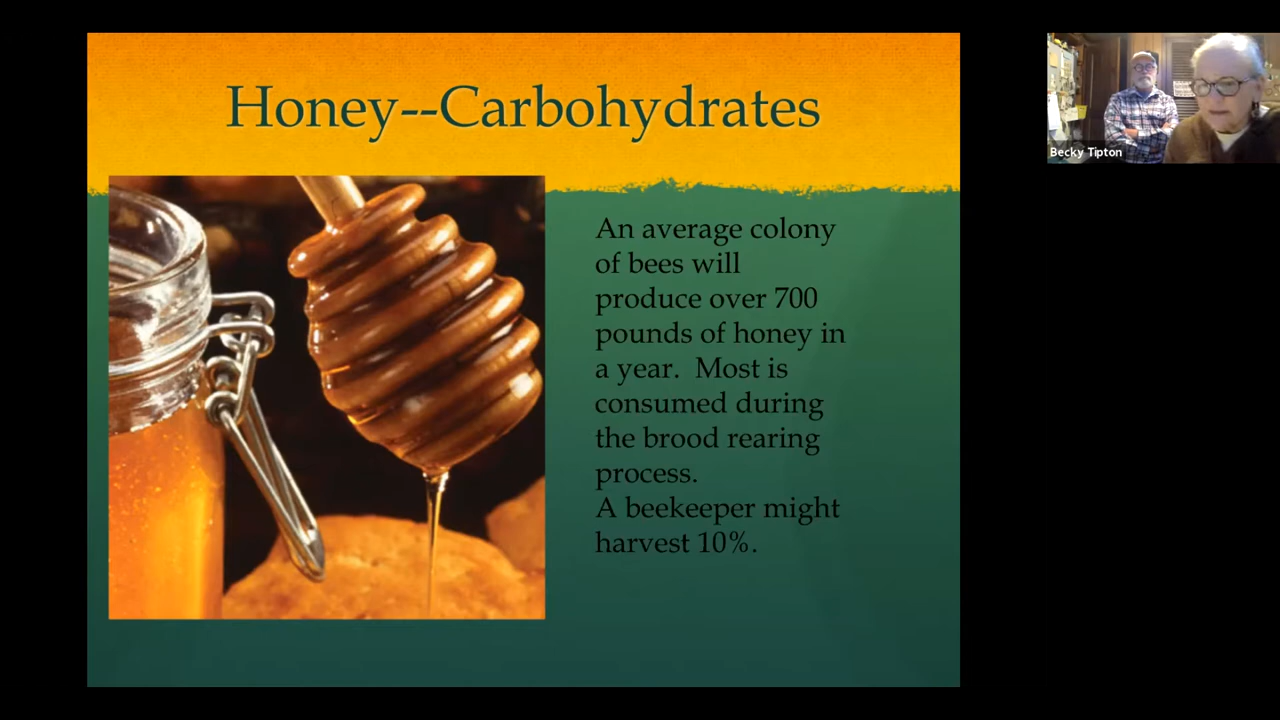 Honey--Carbohydrates
An average colony
of bees will
produce over 700
pounds of honey in
a year.  Most is
consumed during
the brood rearing
process.
A beekeeper might
harvest 10%.
Becky Tipton